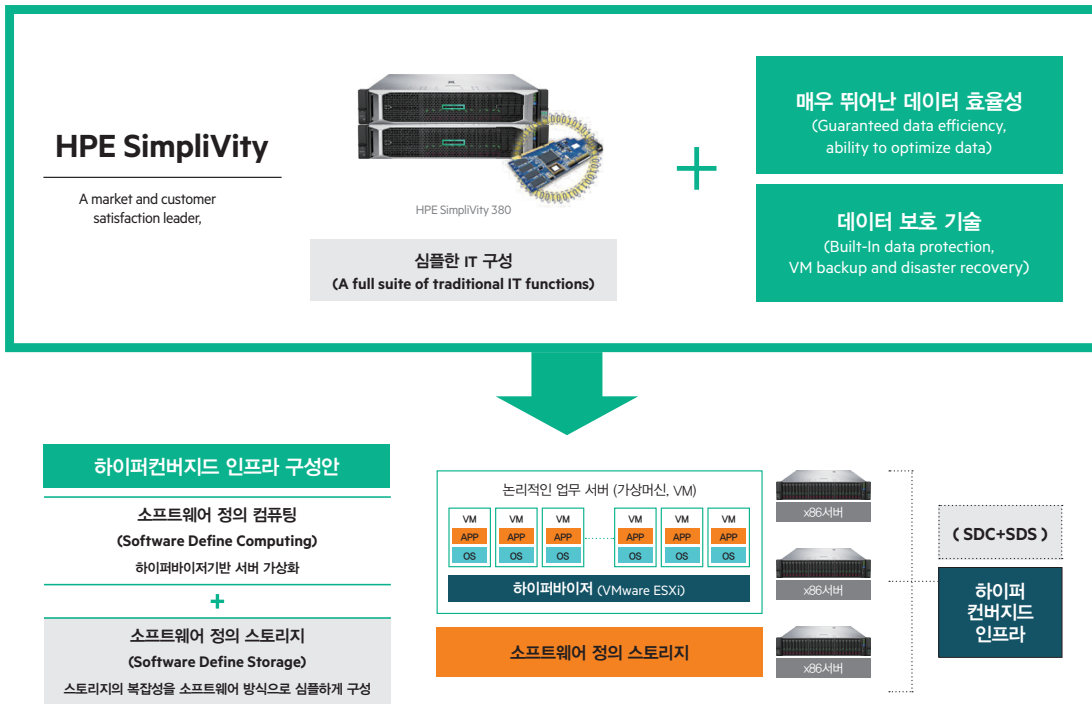 HPE SimpliVity
A market and customer
satisfaction leader,
HPE SimpliVity 380
심플한 IT 구성
(A full suite of traditional IT functions)
+
매우 뛰어난 데이터 효율성
(Guaranteed data efficiency,
ability to optimize data)
데이터 보호 기술
(Built-In data protection,
VM backup and disaster recovery)
하이퍼컨버지드 인프라 구성안
소프트웨어 정의 컴퓨팅
(Software Define Computing)
하이퍼바이저기반 서버 가상화
+
소프트웨어 정의 스토리지
(Software Define Storage)
스토리지의 복잡성을 소프트웨어 방식으로 심플하게 구성
논리적인 업무 서버 (가상머신, VM)
VM VM VM VM VM VM
APP APP APP APP APP APP
OS OS OS OS OS OS
하이퍼바이저 (VMware ESXi)
소프트웨어 정의 스토리지
x86서버
x86서버
x86서버
( SDC+SDS )
하이퍼
컨버지드
인프라